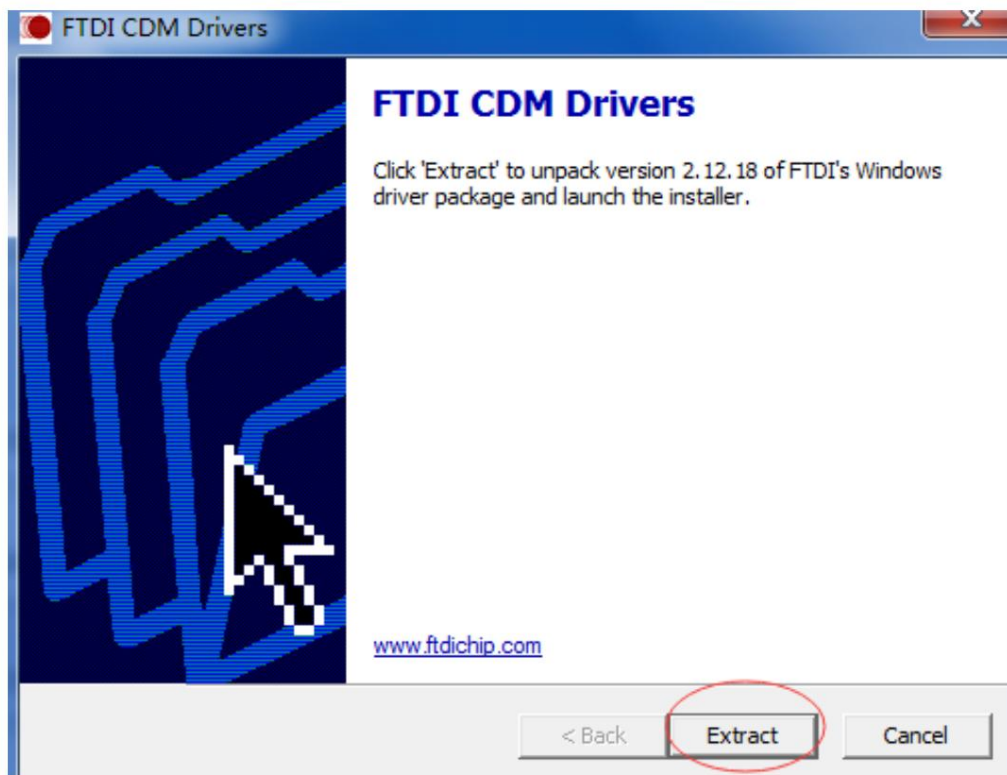 FTDI CDM Drivers
FTDI CDM Drivers
Click 'Extract' to unpack version 2.12.18 of FTDI's Windows
driver package and launch the installer.
www.ftdichip.com
< Back
Extract
Cancel